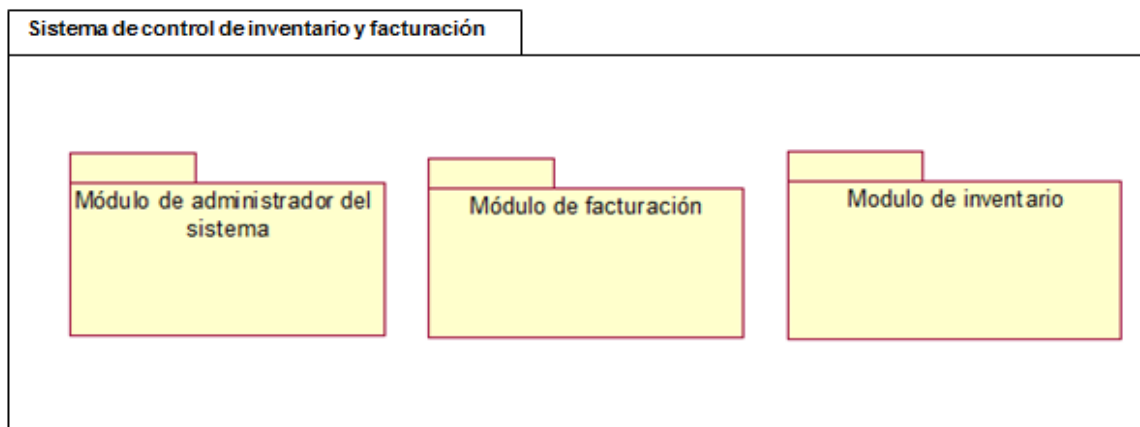 Sistema de control de inventario y facturación
Módulo de administrador del
sistema
Módulo de facturación
Modulo de inventario